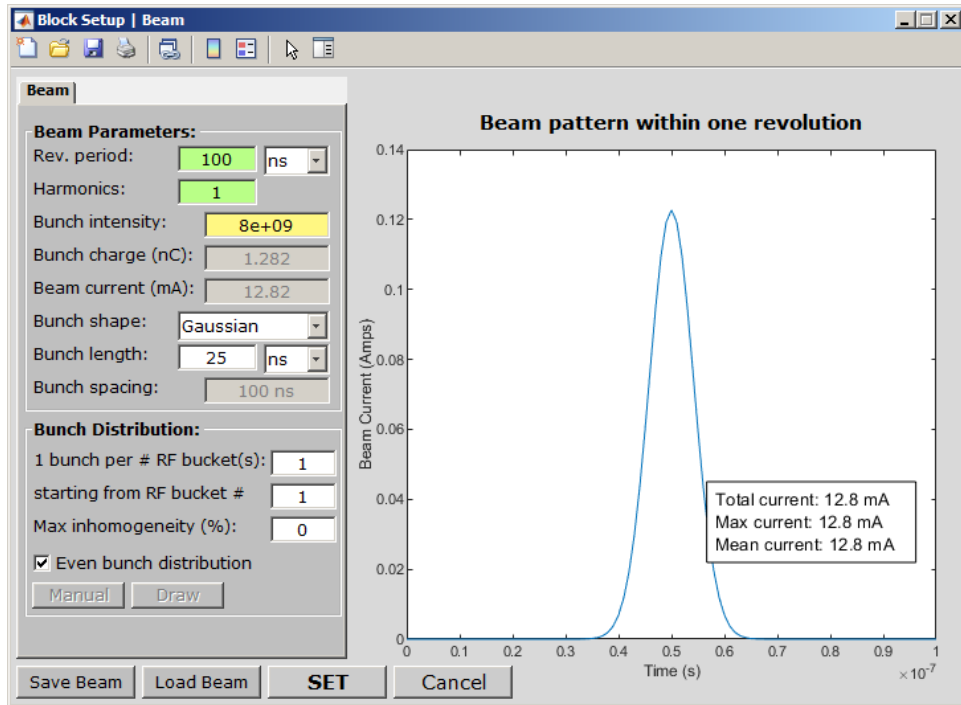 Block Setup | Beam
Beam
Beam Parameters:
Rev. period: 100 ns
Harmonics: 1
Bunch intensity: 8e+09
Bunch charge (nC): 1.282
Beam current (mA): 12.82
Bunch shape: Gaussian
Bunch length: 25 ns
Bunch spacing: 100 ns
Bunch Distribution:
1 bunch per # RF bucket(s): 1
starting from RF bucket # 1
Max inhomogeneity (%): 0
Even bunch distribution
Manual Draw
Save Beam Load Beam SET Cancel
Beam pattern within one revolution
Beam Current (Amps)
0.14
0.12
0.1
0.08
0.06
0.04
0.02
0
Total current: 12.8 mA
Max current: 12.8 mA
Mean current: 12.8 mA
0 0.1 0.2 0.3 0.4 0.5 0.6 0.7 0.8 0.9 1
Time (s)
×10⁻⁷